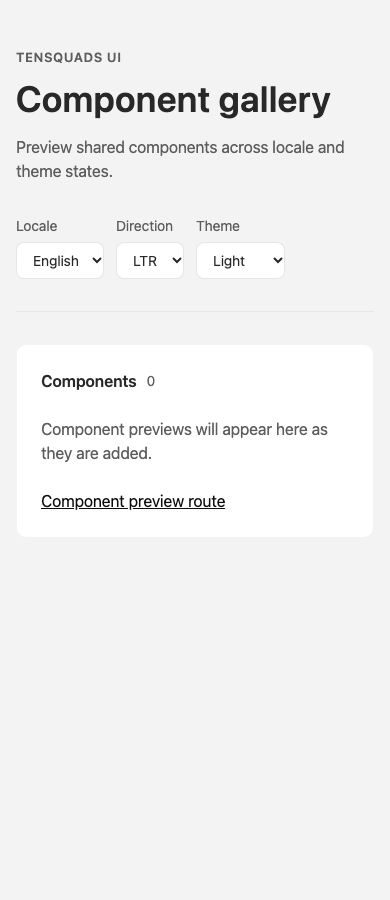 TENSQUADS UI
Component gallery
Preview shared components across locale and
theme states.
Locale Direction Theme
English LTR Light
Components 0
Component previews will appear here as
they are added.
Component preview route